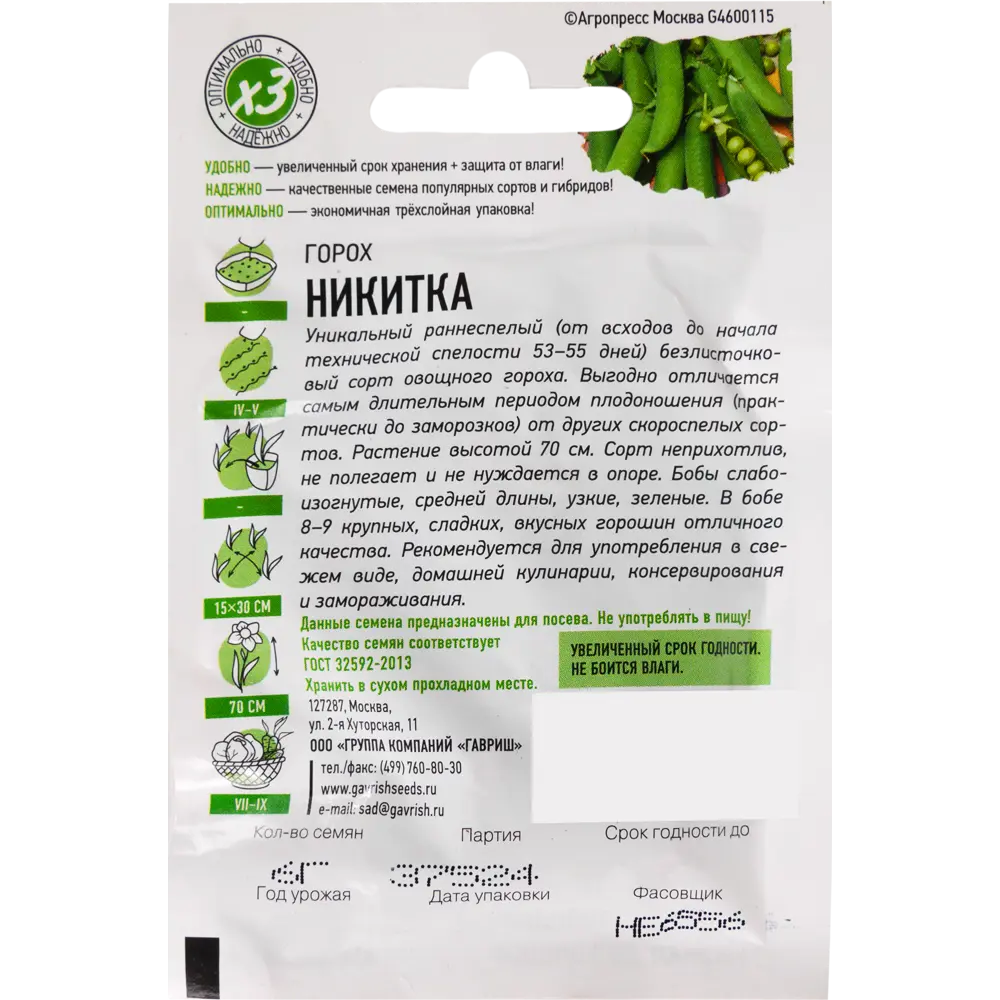 ©Агропресс Москва G4600115
ОПТИМАЛЬНО + УДОБНО + НАДЁЖНО +
х3
УДОБНО — увеличенный срок хранения + защита от влаги!
НАДЕЖНО — качественные семена популярных сортов и гибридов!
ОПТИМАЛЬНО — экономичная трёхслойная упаковка!
ГОРОХ
НИКИТКА
Уникальный раннеспелый (от всходов до начала
технической спелости 53–55 дней) безлисточко-
вый сорт овощного гороха. Выгодно отличается
самым длительным периодом плодоношения (прак-
тически до заморозков) от других скороспелых сор-
тов. Растение высотой 70 см. Сорт неприхотлив,
не полегает и не нуждается в опоре. Бобы слабо-
изогнутые, средней длины, узкие, зеленые. В бобе
8–9 крупных, сладких, вкусных горошин отличного
качества. Рекомендуется для употребления в све-
жем виде, домашней кулинарии, консервирования
и замораживания.
-
IV–V
-
15×30 СМ
70 СМ
VII–IX
Данные семена предназначены для посева. Не употреблять в пищу!
Качество семян соответствует
ГОСТ 32592-2013
Хранить в сухом прохладном месте.
УВЕЛИЧЕННЫЙ СРОК ГОДНОСТИ.
НЕ БОИТСЯ ВЛАГИ.
127287, Москва,
ул. 2-я Хуторская, 11
ООО «ГРУППА КОМПАНИЙ «ГАВРИШ»
тел./факс: (499) 760-80-30
www.gavrishseeds.ru
e-mail: sad@gavrish.ru
Кол-во семян Партия Срок годности до
6Г 37524
Год урожая Дата упаковки Фасовщик
НЕ6556